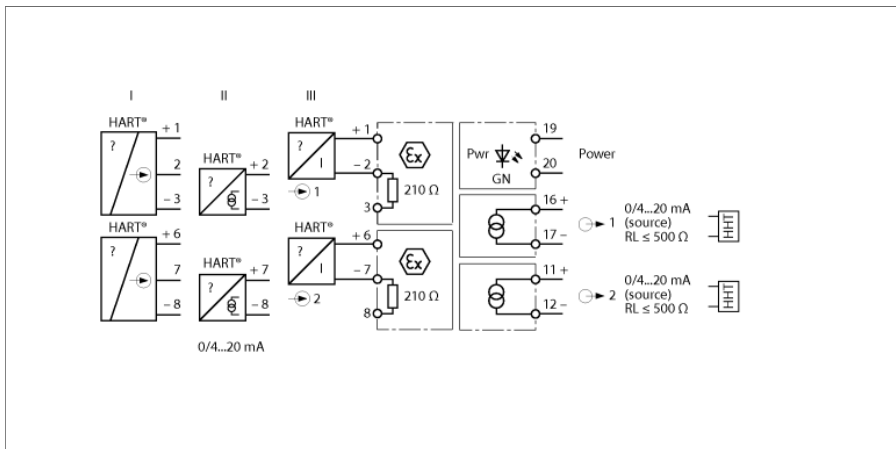 I II III
HART®
? + 1
2
– 3
HART®
? + 2
– 3
HART®
? I + 1
– 2
1
3
εx
210 Ω
Pwr GN
19
20
Power
16 +
17 –
1 0/4...20 mA
(source)
RL ≤ 500 Ω
HART®
? + 6
7
– 8
HART®
? + 7
– 8
0/4...20 mA
HART®
? I + 6
– 7
2
8
εx
210 Ω
11 +
12 –
2 0/4...20 mA
(source)
RL ≤ 500 Ω